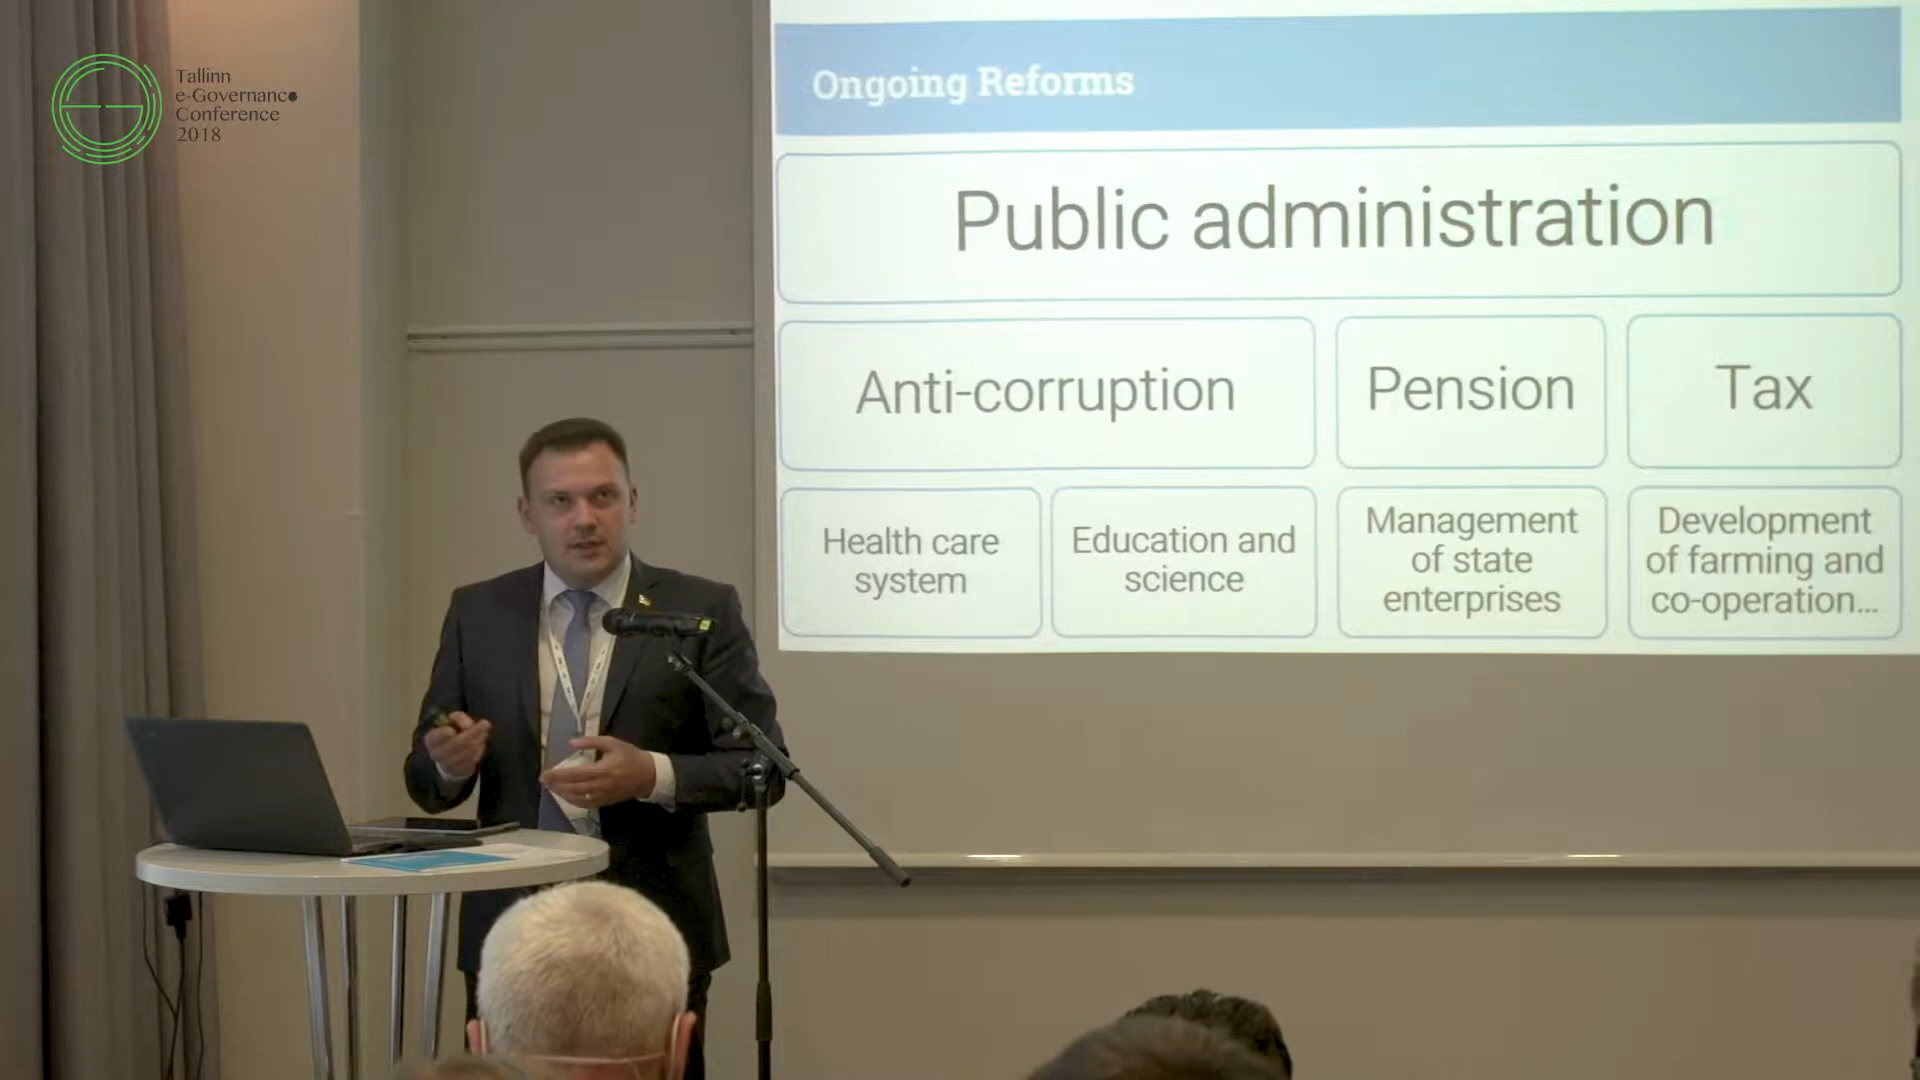 Tallinn
e-Governance
Conference
2018
Ongoing Reforms
Public administration
Anti-corruption
Pension
Tax
Health care
system
Education and
science
Management
of state
enterprises
Development
of farming and
co-operation...